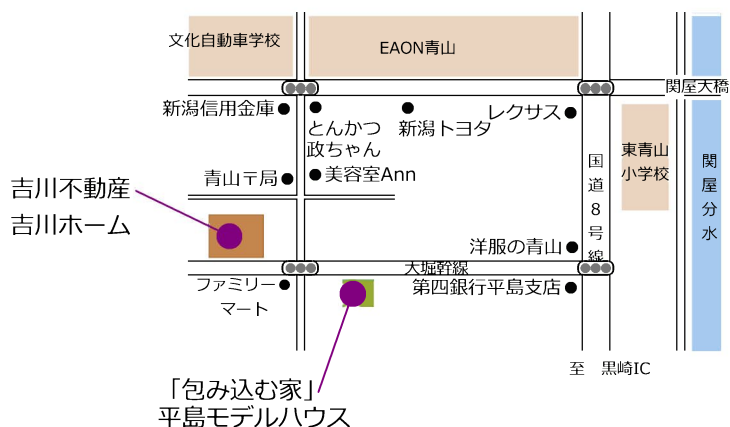 文化自動車学校
EAON青山
関屋大橋
新潟信用金庫
とんかつ
政ちゃん
新潟トヨタ
レクサス
東青山
小学校
国道8号線
関屋分水
青山〒局
美容室Ann
吉川不動産
吉川ホーム
洋服の青山
大堀幹線
ファミリー
マート
第四銀行平島支店
至 黒崎IC
「包み込む家」
平島モデルハウス